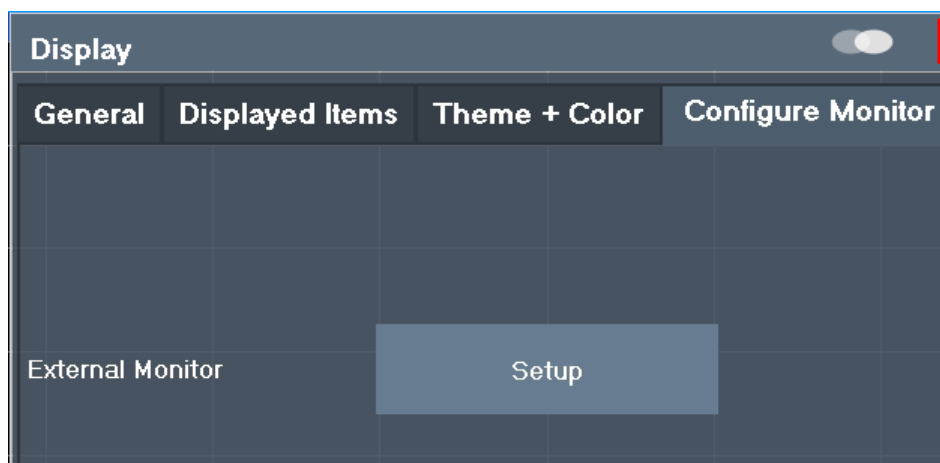 Display
General Displayed Items Theme + Color Configure Monitor
External Monitor Setup